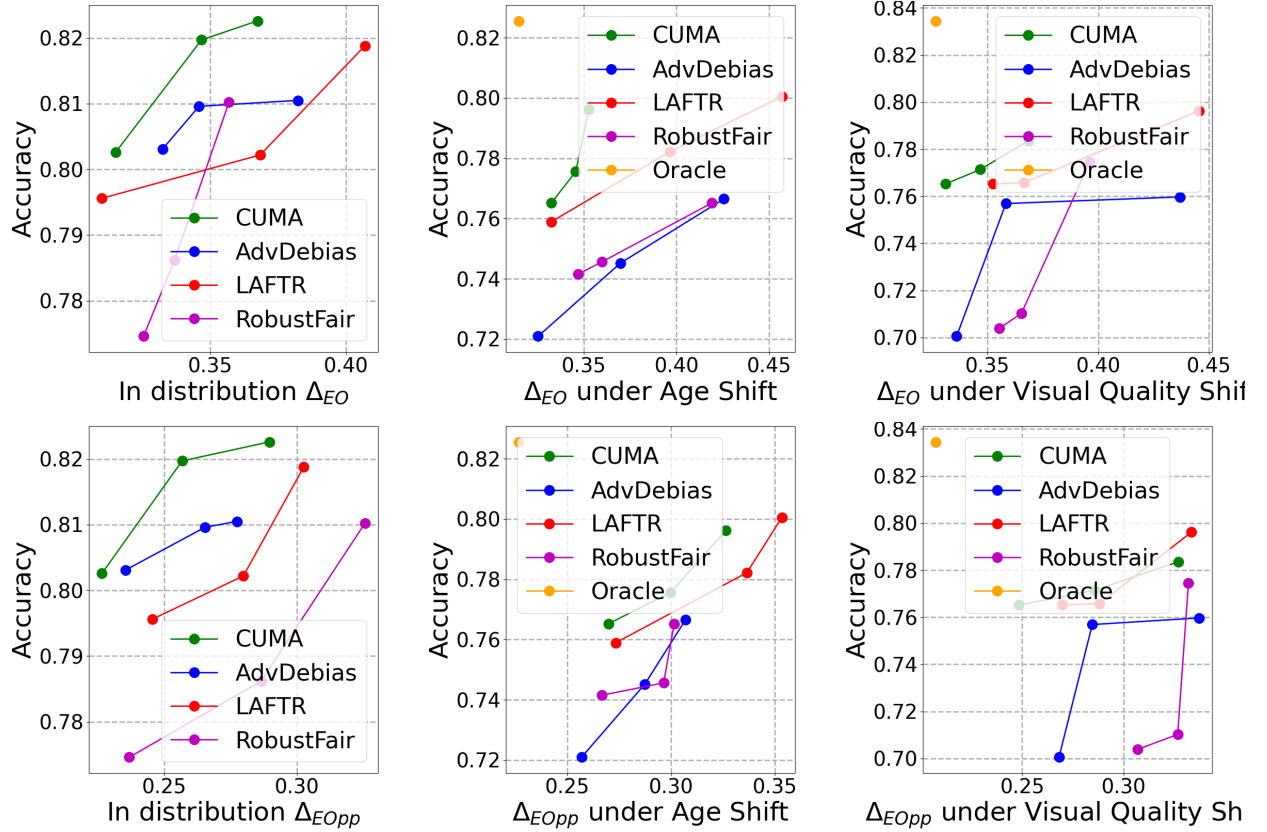 0.82
0.81
0.80
0.79
0.78
Accuracy
CUMA
AdvDebias
LAFTR
RobustFair
0.35
0.40
In distribution Δ_EO
0.82
0.80
0.78
0.76
0.74
0.72
Accuracy
CUMA
AdvDebias
LAFTR
RobustFair
Oracle
0.35
0.40
0.45
Δ_EO under Age Shift
0.84
0.82
0.80
0.78
0.76
0.74
0.72
0.70
Accuracy
CUMA
AdvDebias
LAFTR
RobustFair
Oracle
0.35
0.40
0.45
Δ_EO under Visual Quality Shif
0.82
0.81
0.80
0.79
0.78
Accuracy
CUMA
AdvDebias
LAFTR
RobustFair
0.25
0.30
In distribution Δ_EOpp
0.82
0.80
0.78
0.76
0.74
0.72
Accuracy
CUMA
AdvDebias
LAFTR
RobustFair
Oracle
0.25
0.30
0.35
Δ_EOpp under Age Shift
0.84
0.82
0.80
0.78
0.76
0.74
0.72
0.70
Accuracy
CUMA
AdvDebias
LAFTR
RobustFair
Oracle
0.25
0.30
Δ_EOpp under Visual Quality Sh